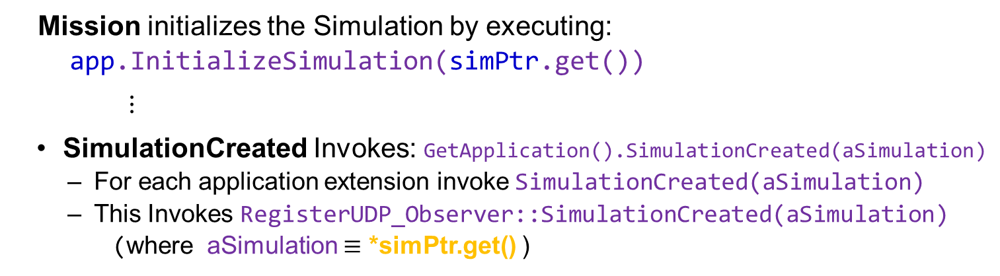 Mission initializes the Simulation by executing:
app.InitializeSimulation(simPtr.get())
⋮
• SimulationCreated Invokes: GetApplication().SimulationCreated(aSimulation)
– For each application extension invoke SimulationCreated(aSimulation)
– This Invokes RegisterUDP_Observer::SimulationCreated(aSimulation)
(where aSimulation ≡ *simPtr.get() )